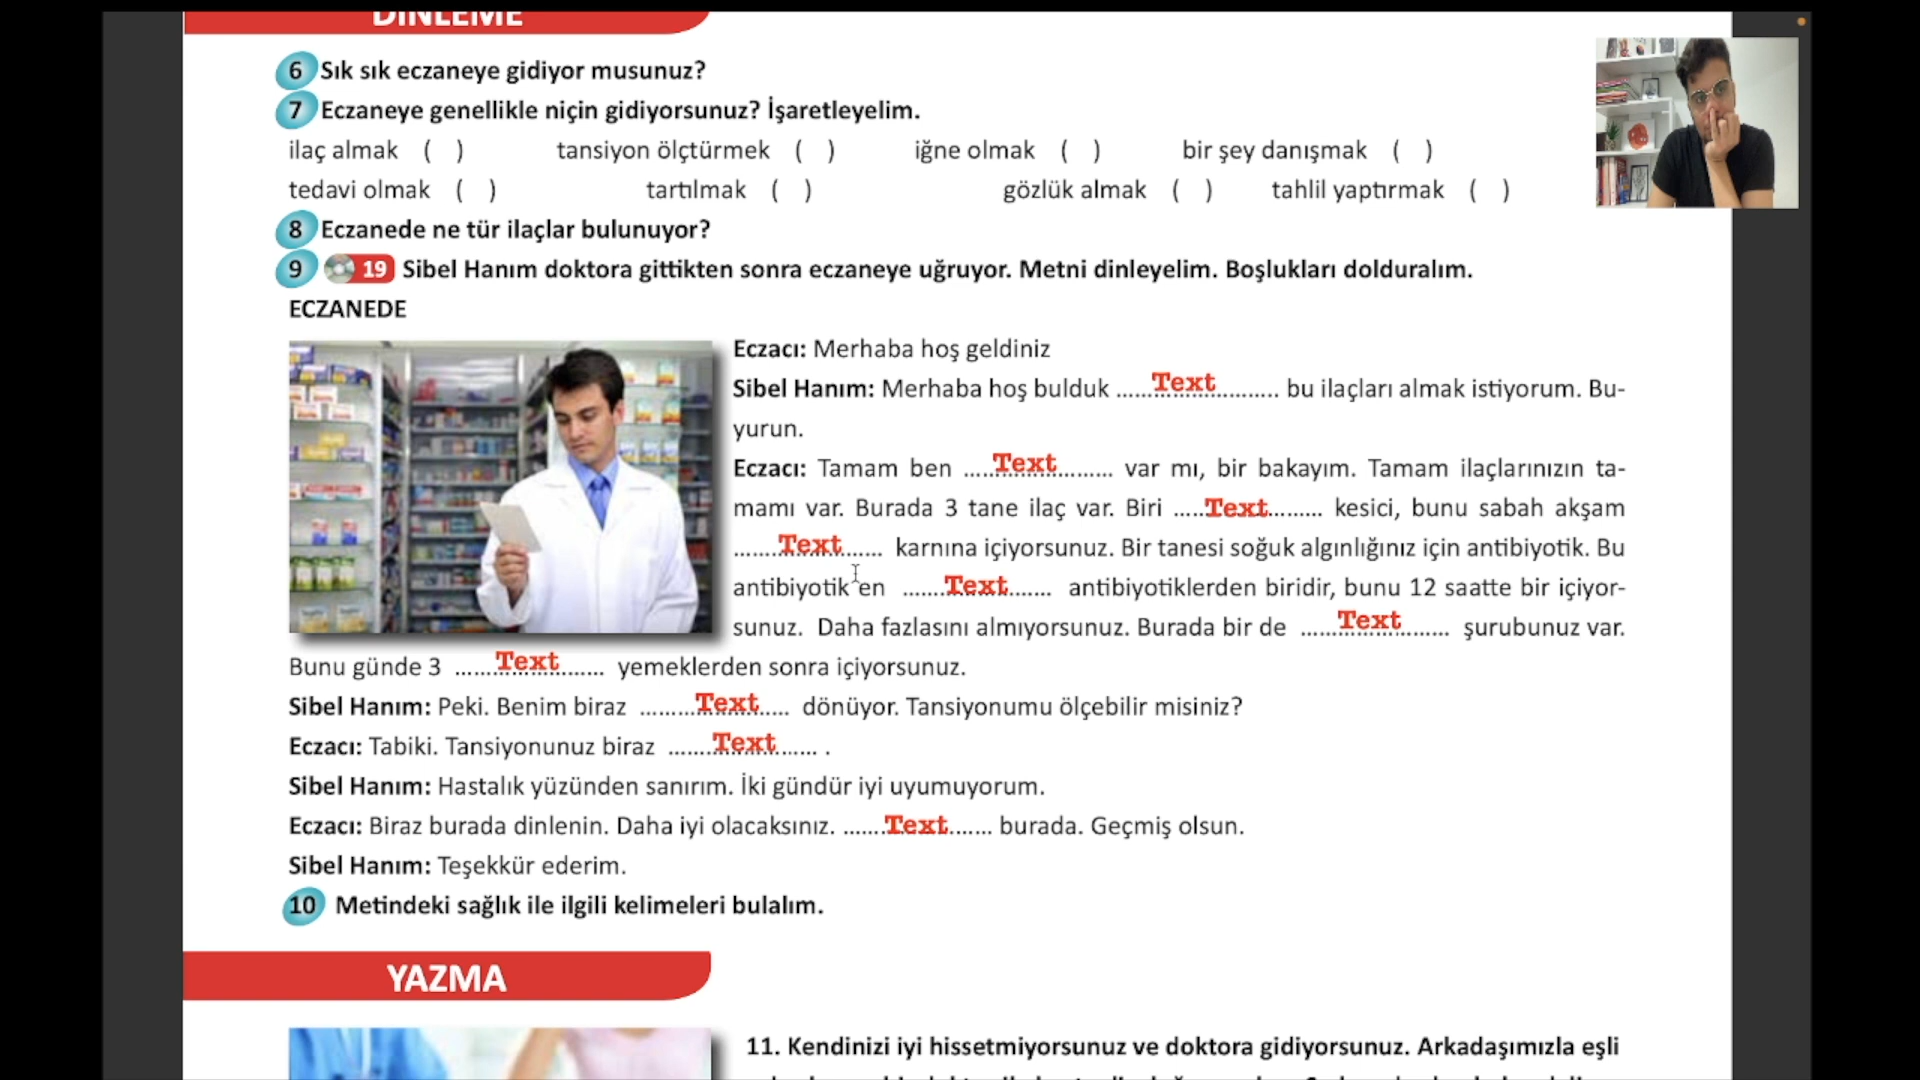 DİNLEME
6 Sık sık eczaneye gidiyor musunuz?
7 Eczaneye genellikle niçin gidiyorsunuz? İşaretleyelim.
ilaç almak ( ) tansiyon ölçtürmek ( ) iğne olmak ( ) bir şey danışmak ( )
tedavi olmak ( ) tartılmak ( ) gözlük almak ( ) tahlil yaptırmak ( )
8 Eczanede ne tür ilaçlar bulunuyor?
9 19 Sibel Hanım doktora gittikten sonra eczaneye uğruyor. Metni dinleyelim. Boşlukları dolduralım.
ECZANEDE
Eczacı: Merhaba hoş geldiniz
Sibel Hanım: Merhaba hoş bulduk ......Text...... bu ilaçları almak istiyorum. Bu-
yurun.
Eczacı: Tamam ben ......Text...... var mı, bir bakayım. Tamam ilaçlarınızın ta-
mamı var. Burada 3 tane ilaç var. Biri ......Text...... kesici, bunu sabah akşam
......Text...... karnına içiyorsunuz. Bir tanesi soğuk algınlığınız için antibiyotik. Bu
antibiyotik en ......Text...... antibiyotiklerden biridir, bunu 12 saatte bir içiyor-
sunuz. Daha fazlasını almıyorsunuz. Burada bir de ......Text...... şurubunuz var.
Bunu günde 3 ......Text...... yemeklerden sonra içiyorsunuz.
Sibel Hanım: Peki. Benim biraz ......Text...... dönüyor. Tansiyonumu ölçebilir misiniz?
Eczacı: Tabiki. Tansiyonunuz biraz ......Text...... .
Sibel Hanım: Hastalık yüzünden sanırım. İki gündür iyi uyumuyorum.
Eczacı: Biraz burada dinlenin. Daha iyi olacaksınız. ......Text...... burada. Geçmiş olsun.
Sibel Hanım: Teşekkür ederim.
10 Metindeki sağlık ile ilgili kelimeleri bulalım.
YAZMA
11. Kendinizi iyi hissetmiyorsunuz ve doktora gidiyorsunuz. Arkadaşımızla eşli